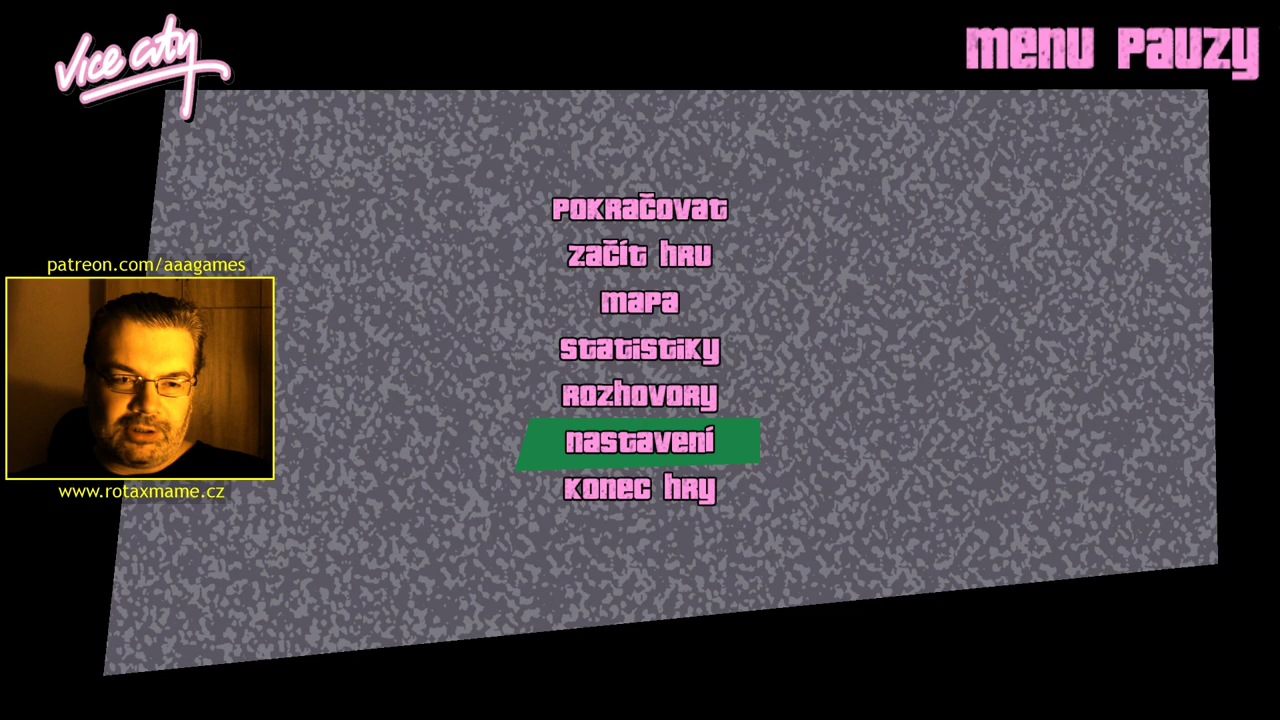 vice city
menu pauzy
pokračovat
začít hru
mapa
statistiky
rozhovory
nastavení
konec hry
patreon.com/aaagames
www.rotaxmame.cz